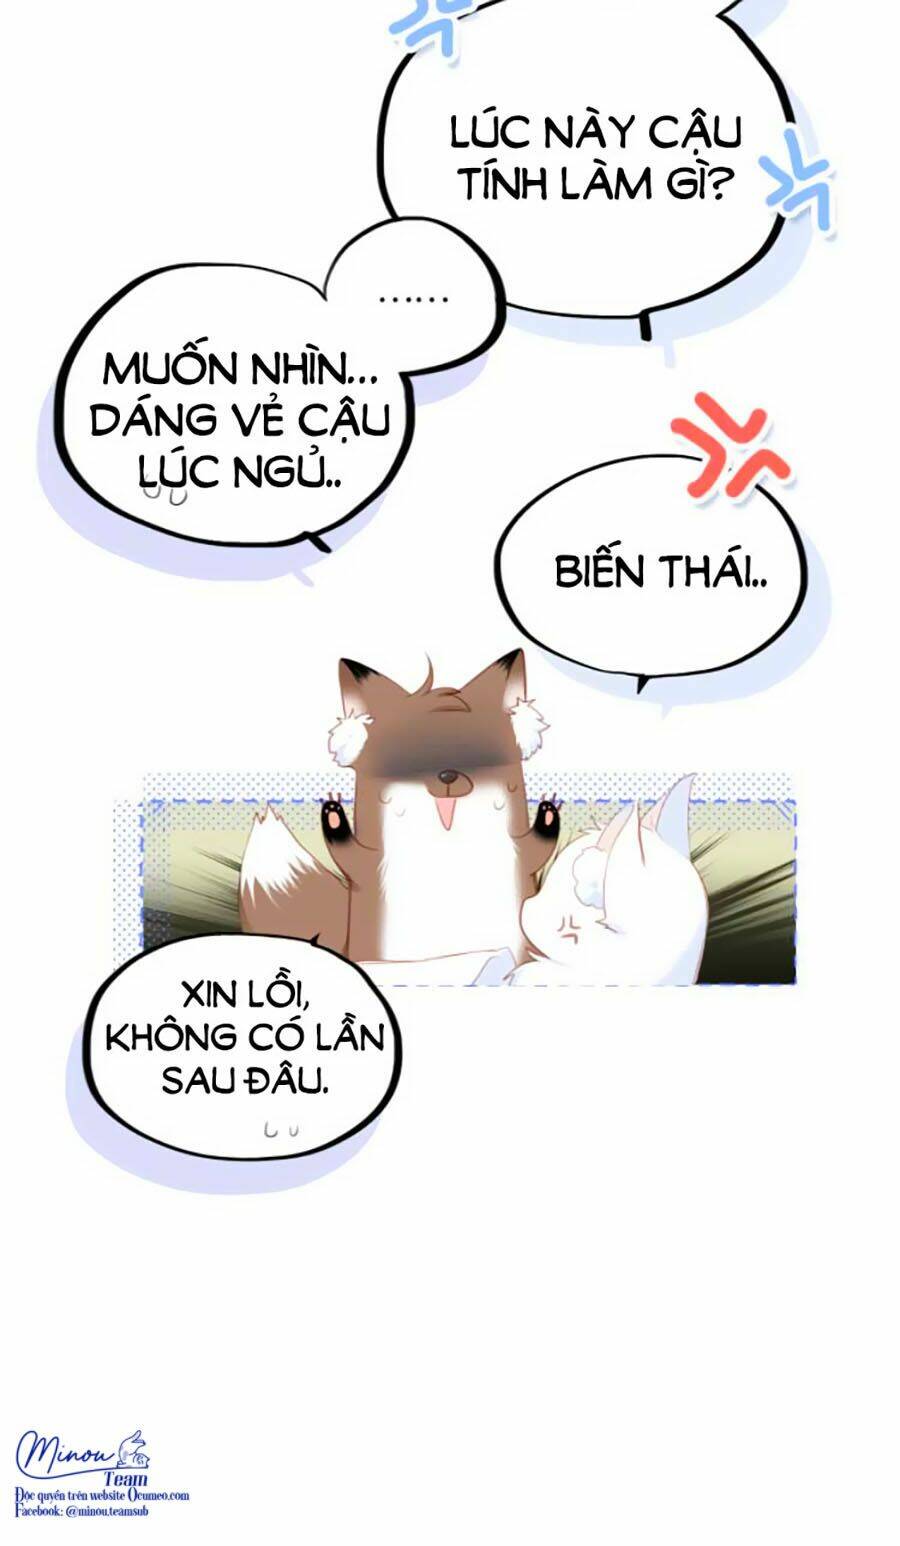 LÚC NÀY CẬU
TÍNH LÀM GÌ?
.......
MUỐN NHÌN...
DÁNG VẺ CẬU
LÚC NGỦ..
BIẾN THÁI..
XIN LỒI,
KHÔNG CÓ LẦN
SAU ĐÂU.
Minou
Team
Độc quyền trên website Ocumeo.com
Facebook: @minou.teamsub